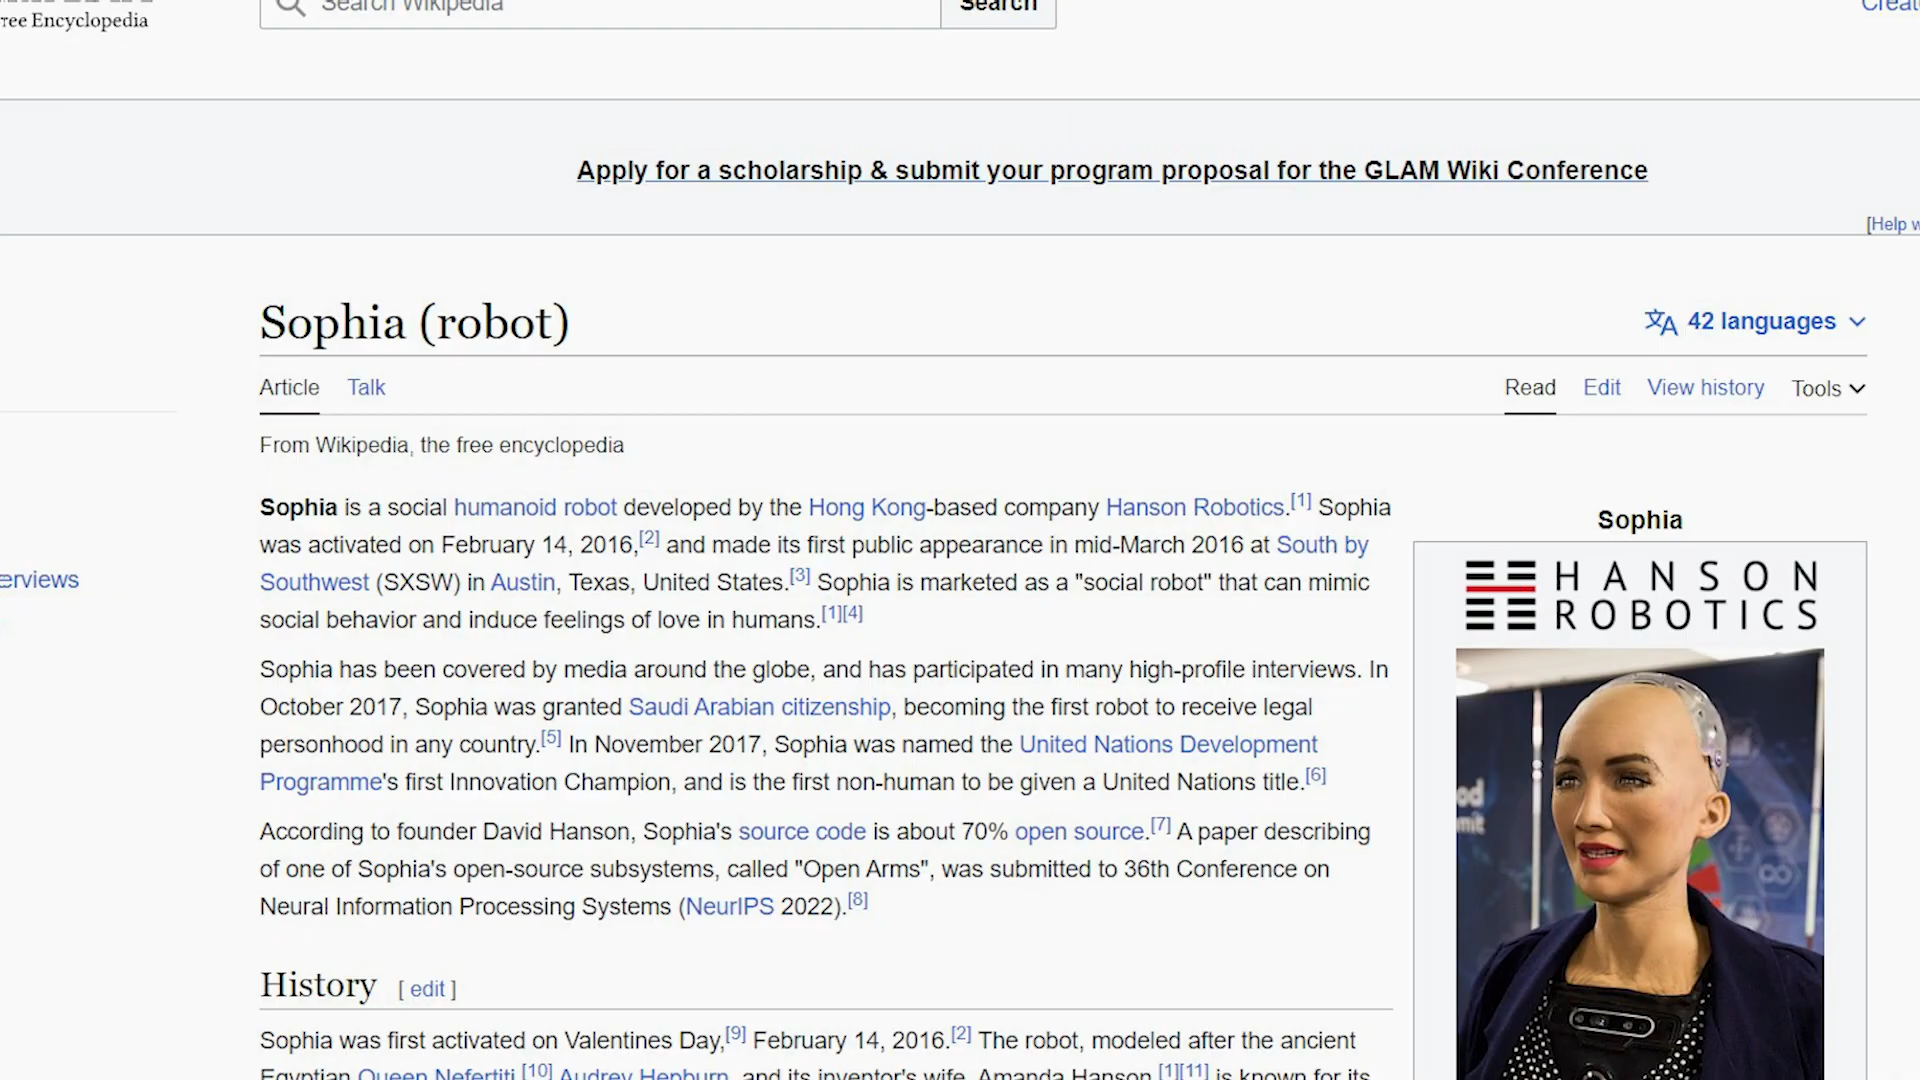 ree Encyclopedia
Search Wikipedia
Search
Creat
Apply for a scholarship & submit your program proposal for the GLAM Wiki Conference
[Help w
Sophia (robot)
42 languages
Article Talk
Read Edit View history Tools
From Wikipedia, the free encyclopedia
erviews
Sophia is a social humanoid robot developed by the Hong Kong-based company Hanson Robotics.[1] Sophia
was activated on February 14, 2016,[2] and made its first public appearance in mid-March 2016 at South by
Southwest (SXSW) in Austin, Texas, United States.[3] Sophia is marketed as a "social robot" that can mimic
social behavior and induce feelings of love in humans.[1][4]
Sophia has been covered by media around the globe, and has participated in many high-profile interviews. In
October 2017, Sophia was granted Saudi Arabian citizenship, becoming the first robot to receive legal
personhood in any country.[5] In November 2017, Sophia was named the United Nations Development
Programme's first Innovation Champion, and is the first non-human to be given a United Nations title.[6]
According to founder David Hanson, Sophia's source code is about 70% open source.[7] A paper describing
of one of Sophia's open-source subsystems, called "Open Arms", was submitted to 36th Conference on
Neural Information Processing Systems (NeurIPS 2022).[8]
History [ edit ]
Sophia was first activated on Valentines Day,[9] February 14, 2016.[2] The robot, modeled after the ancient
Egyptian Queen Nefertiti,[10] Audrey Hepburn, and its inventor's wife, Amanda Hanson,[1][11] is known for its
Sophia
HANSON
ROBOTICS
od
mit